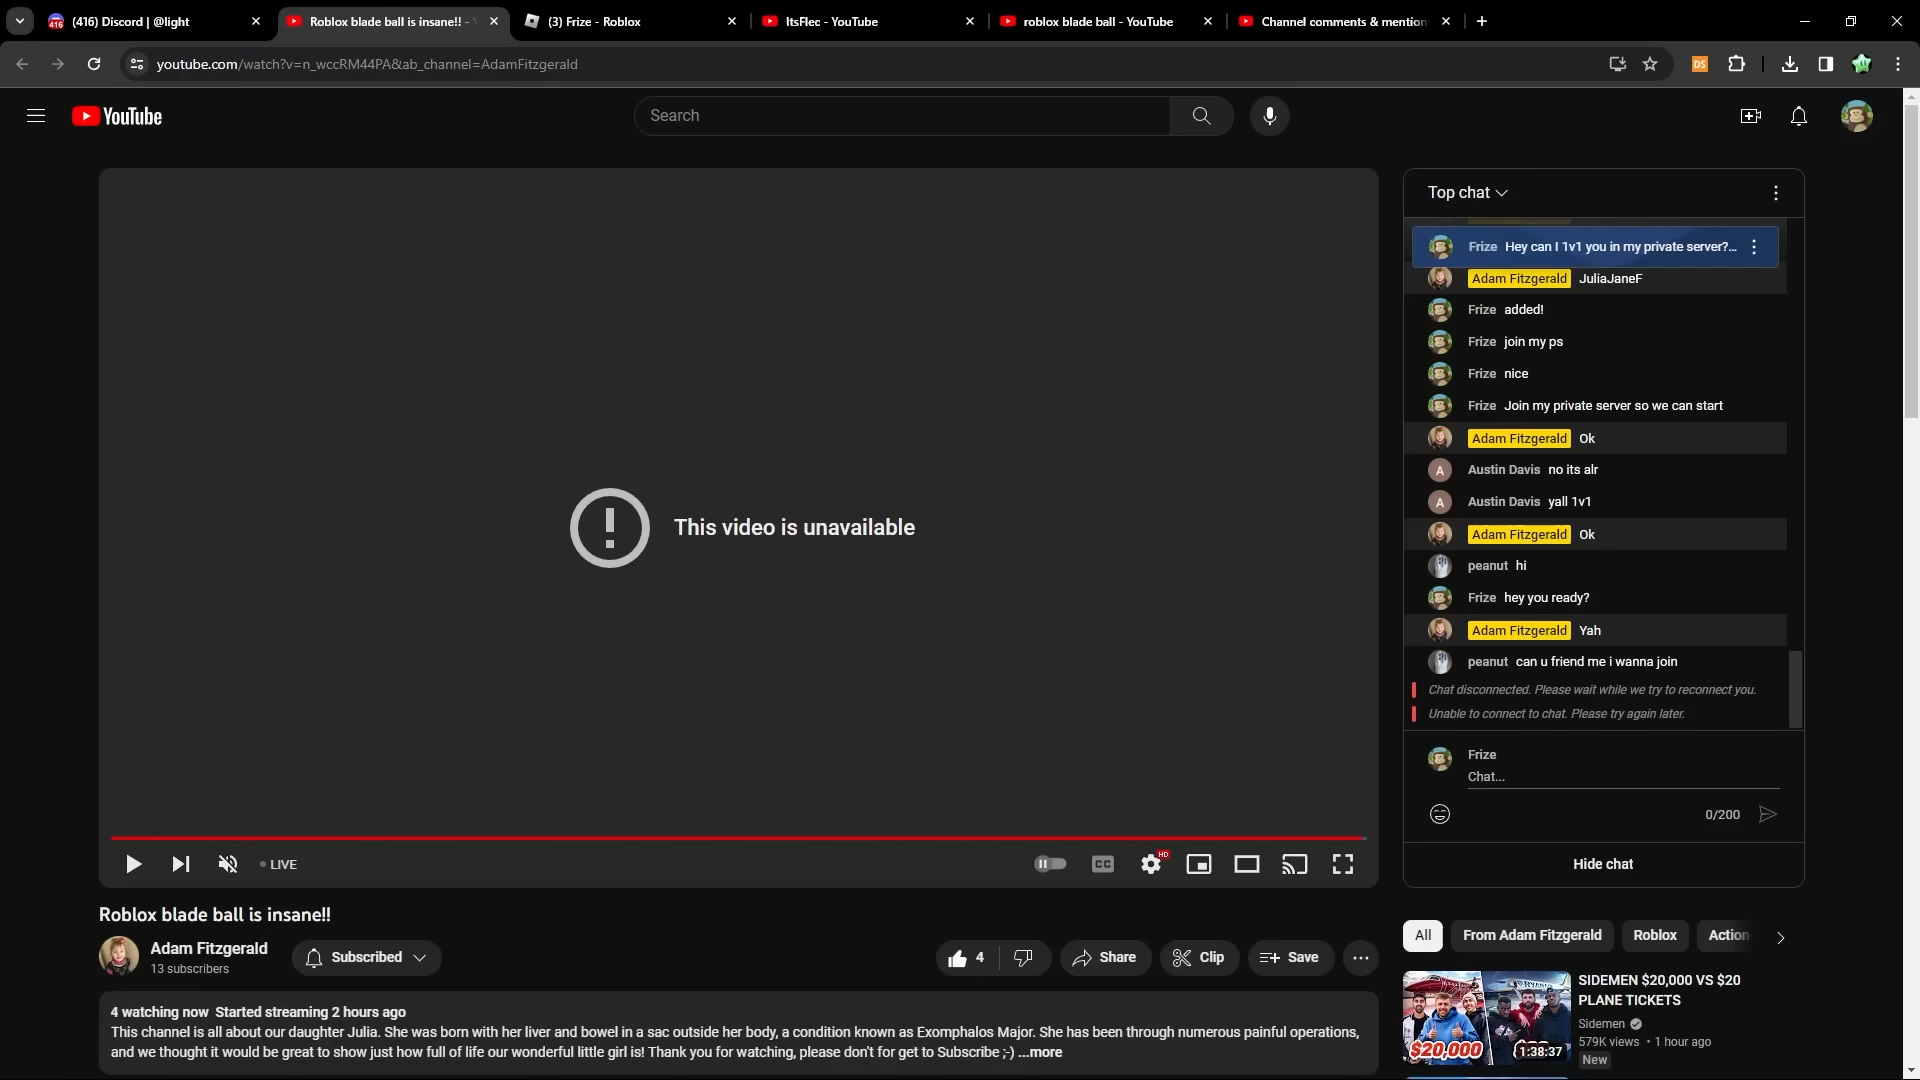 (416) Discord | @light
Roblox blade ball is insane!! -
(3) Frize - Roblox
ItsFlec - YouTube
roblox blade ball - YouTube
Channel comments & mention
youtube.com/watch?v=n_wccRM44PA&ab_channel=AdamFitzgerald
DS
YouTube
Search
This video is unavailable
LIVE
CC
HD
Top chat
Frize Hey can I 1v1 you in my private server?...
Adam Fitzgerald JuliaJaneF
Frize added!
Frize join my ps
Frize nice
Frize Join my private server so we can start
Adam Fitzgerald Ok
A Austin Davis no its alr
A Austin Davis yall 1v1
Adam Fitzgerald Ok
peanut hi
Frize hey you ready?
Adam Fitzgerald Yah
peanut can u friend me i wanna join
Chat disconnected. Please wait while we try to reconnect you.
Unable to connect to chat. Please try again later.
Frize
Chat...
0/200
Hide chat
Roblox blade ball is insane!!
Adam Fitzgerald
13 subscribers
Subscribed
4
Share
Clip
Save
4 watching now Started streaming 2 hours ago
This channel is all about our daughter Julia. She was born with her liver and bowel in a sac outside her body, a condition known as Exomphalos Major. She has been through numerous painful operations,
and we thought it would be great to show just how full of life our wonderful little girl is! Thank you for watching, please don't for get to Subscribe ;-) ...more
All
From Adam Fitzgerald
Roblox
Action
$20,000
1:38:37
SIDEMEN $20,000 VS $20
PLANE TICKETS
Sidemen
579K views • 1 hour ago
New